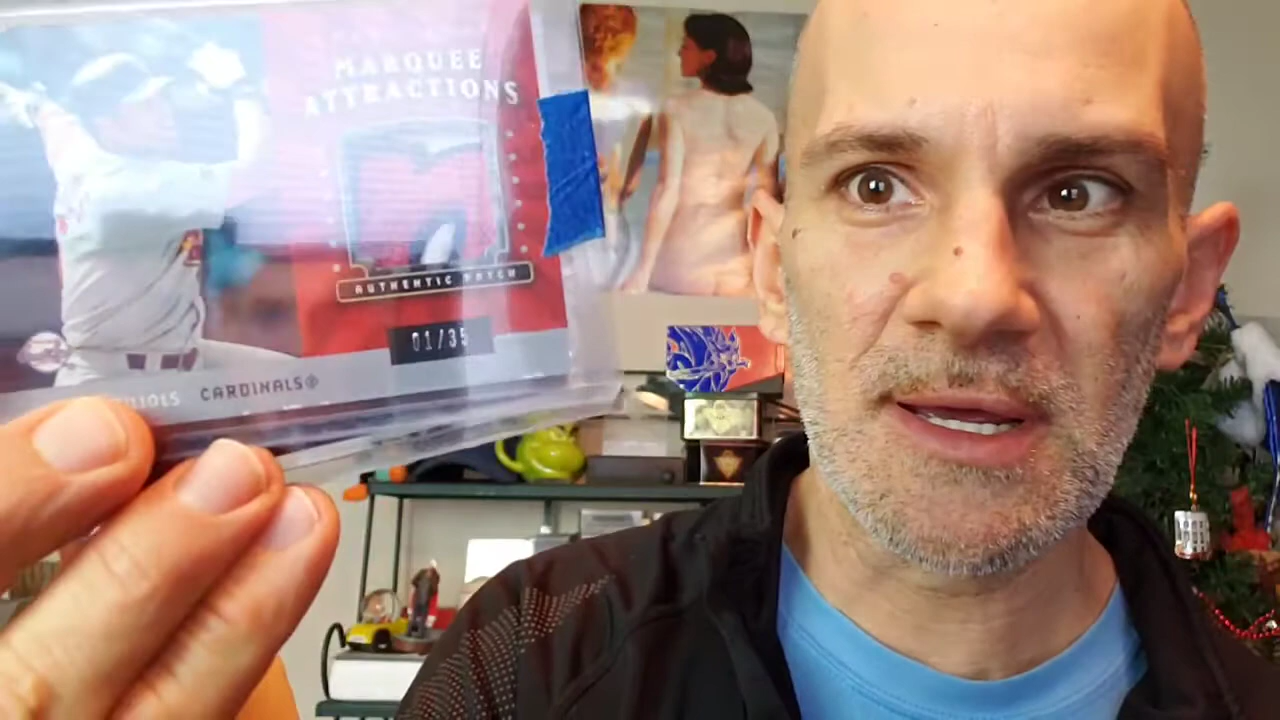 MARQUEE
ATTRACTIONS
AUTHENTIC PATCH
01/35
CARDINALS®